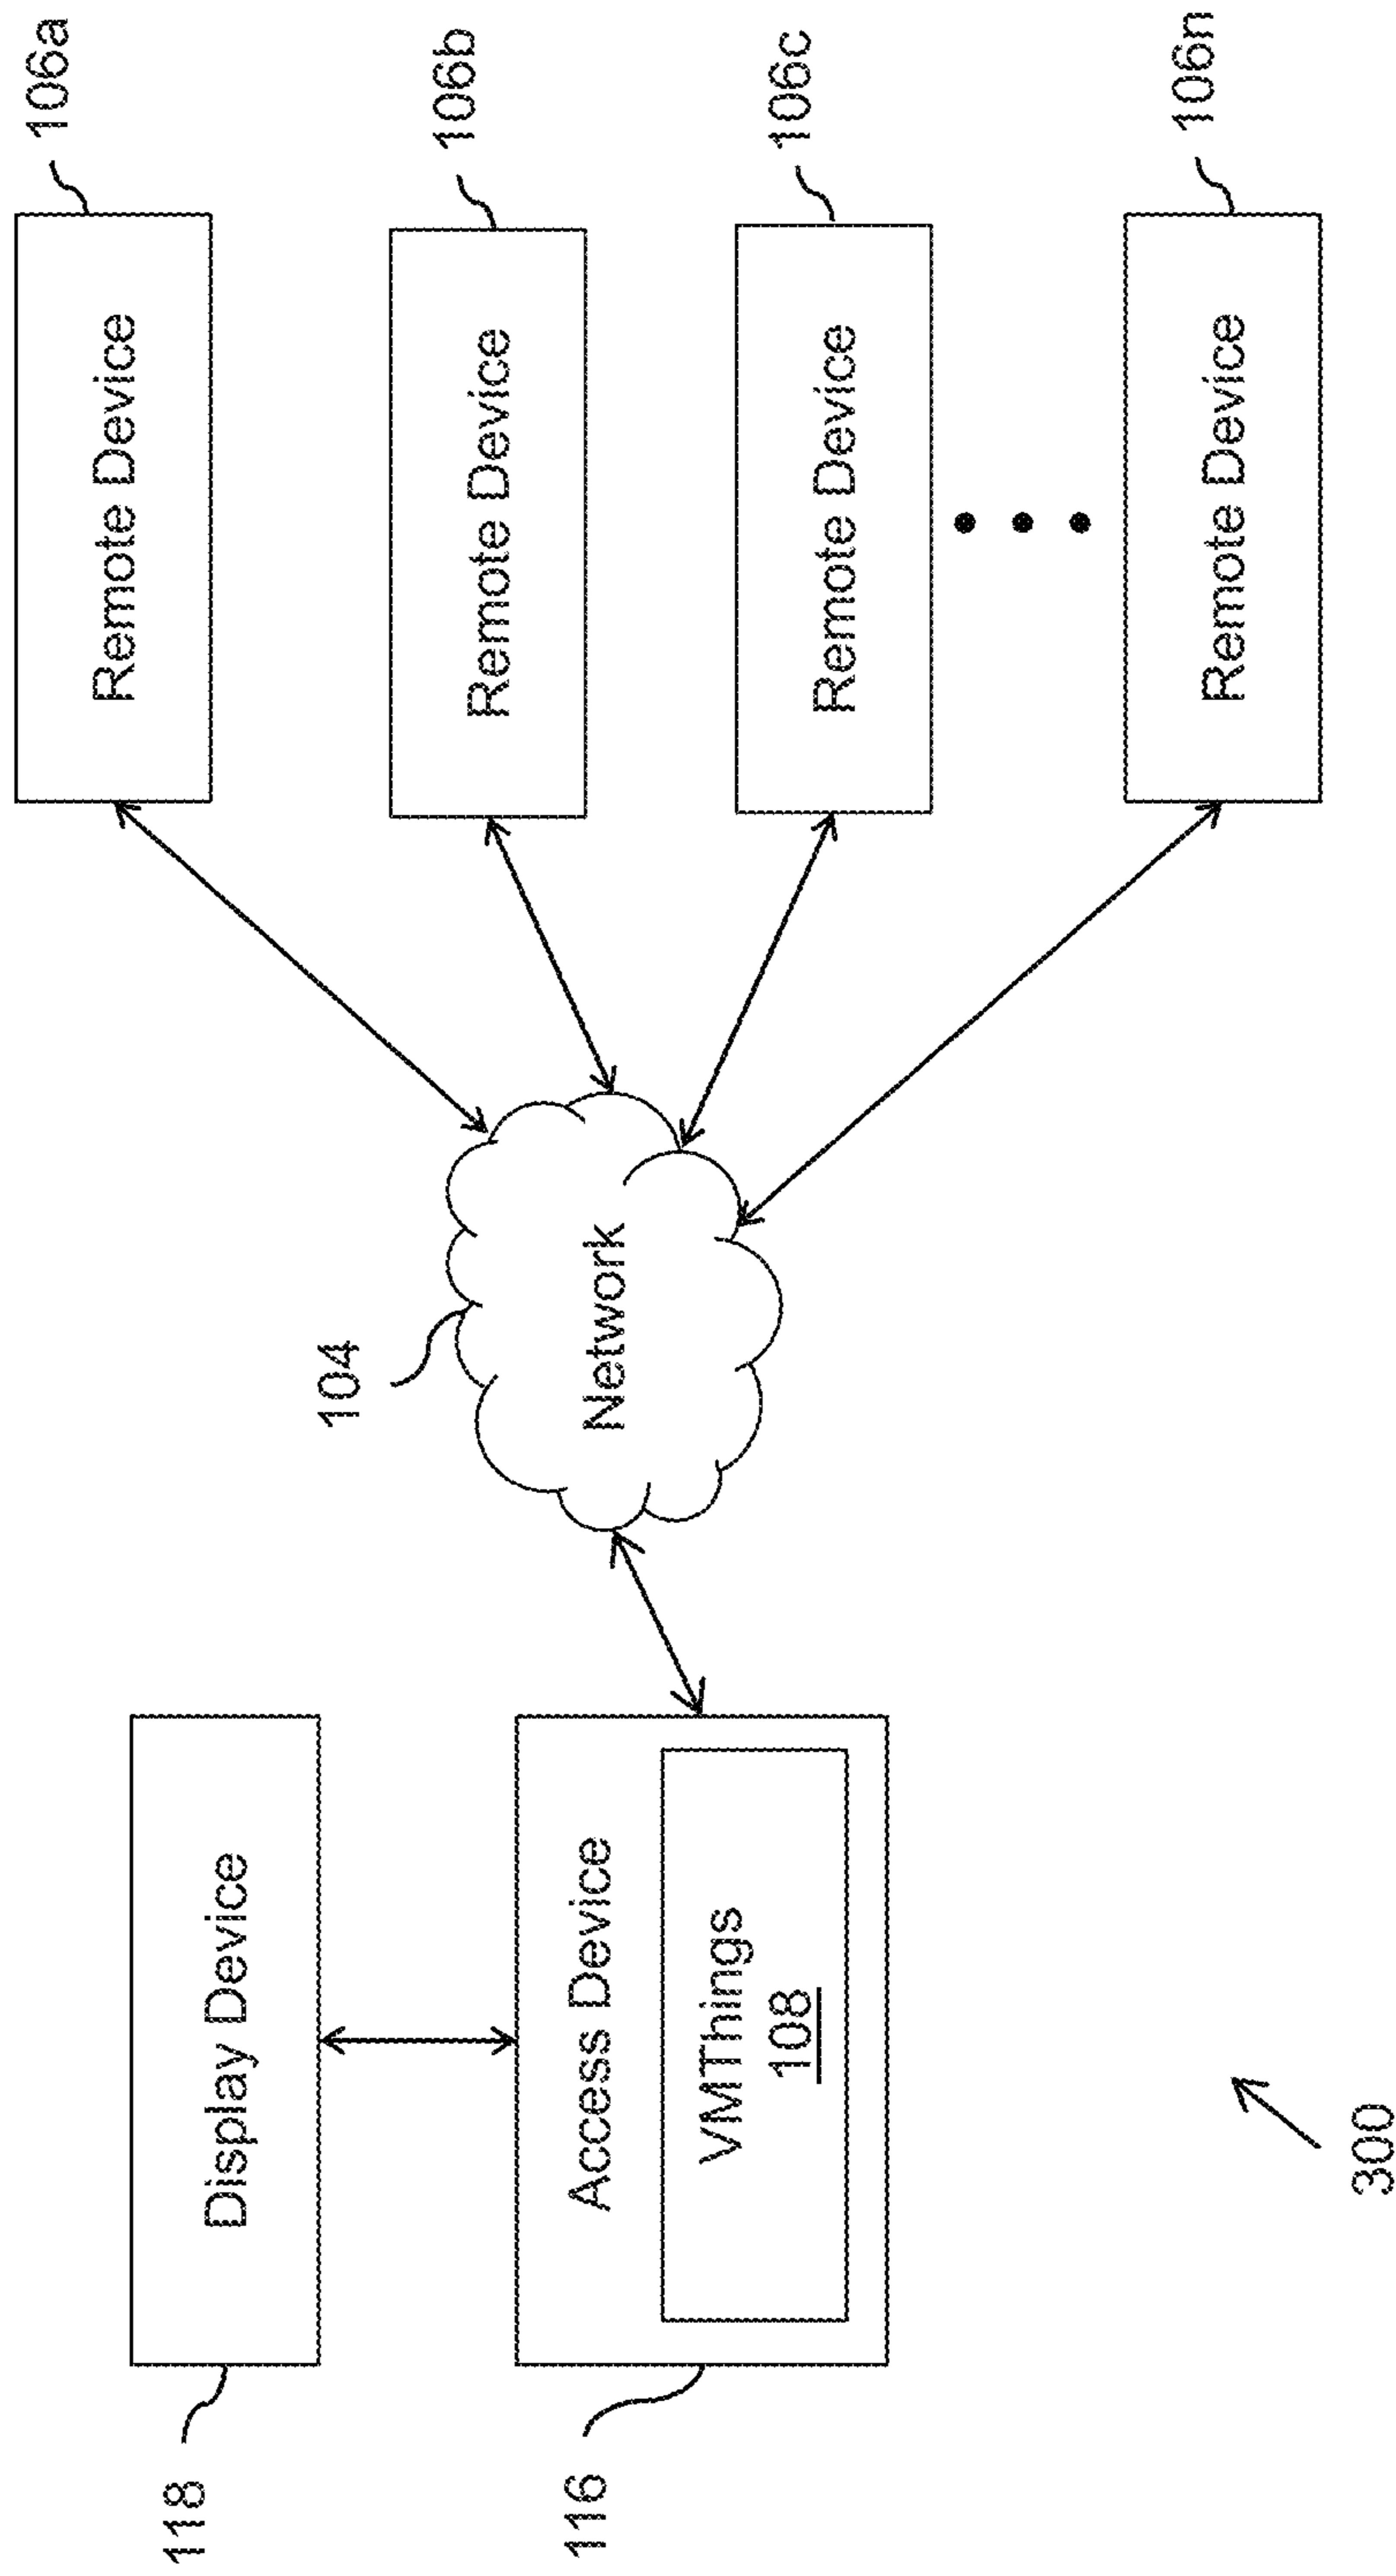 Display Device
118
Access Device
VMThings
108
116
104
Network
Remote Device
106a
Remote Device
106b
Remote Device
106c
Remote Device
106n
300